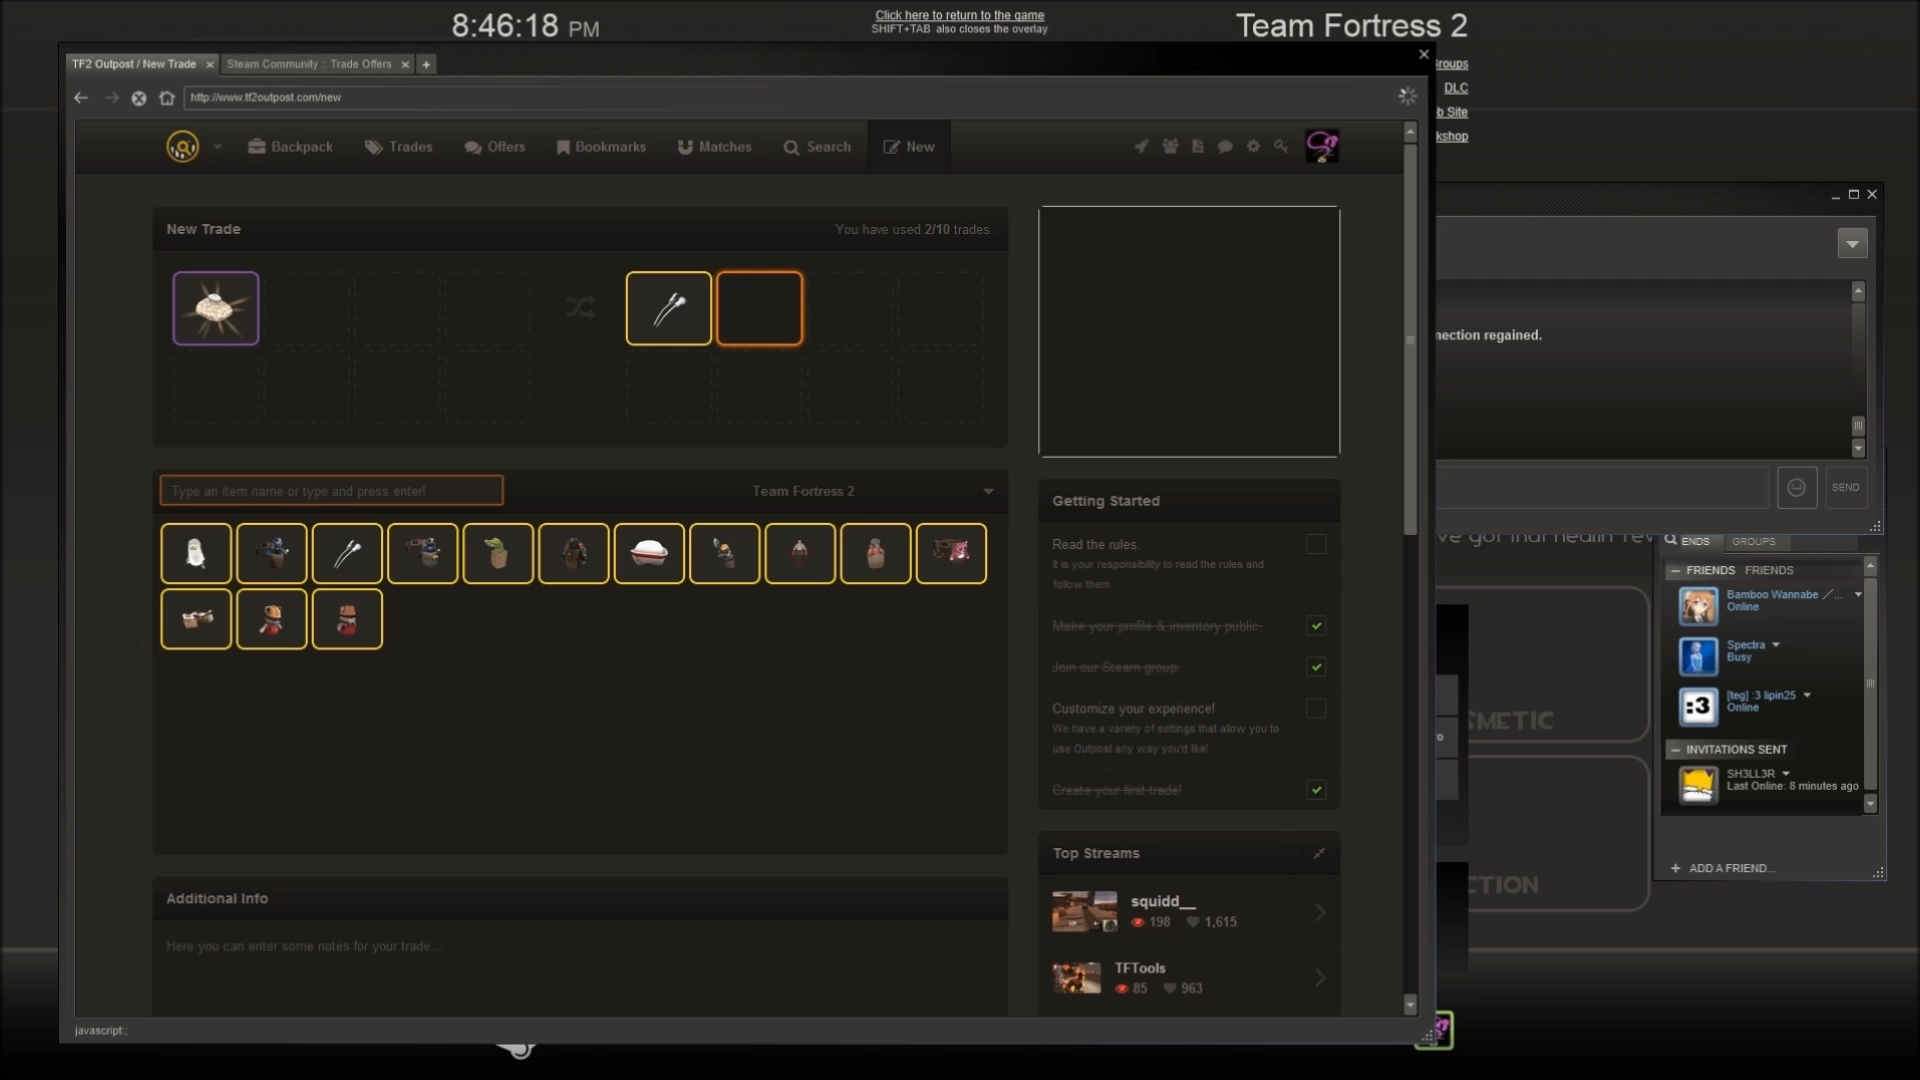 8:46:18 PM
Click here to return to the game
SHIFT+TAB also closes the overlay
Team Fortress 2
TF2 Outpost / New Trade
Steam Community :: Trade Offers
http://www.tf2outpost.com/new
DLC
Backpack
Trades
Offers
Bookmarks
Matches
Search
New
New Trade
You have used 2/10 trades.
Type an item name or type and press enter!
Team Fortress 2
Getting Started
Read the rules.
It is your responsibility to read the rules and
follow them.
Make your profile & inventory public.
Join our Steam group.
Customize your experience!
We have a variety of settings that allow you to
use Outpost any way you'd like!
Create your first trade!
Top Streams
squidd__
198 1,615
TFTools
85 963
Additional Info
Here you can enter some notes for your trade...
javascript:;
nection regained.
SEND
ENDS
GROUPS
FRIENDS FRIENDS
Bamboo Wannabe ／...
Online
Spectra
Busy
[teg] :3 lipin25
Online
:3
INVITATIONS SENT
SH3LL3R
Last Online: 8 minutes ago
+ ADD A FRIEND...
SMETIC
CTION